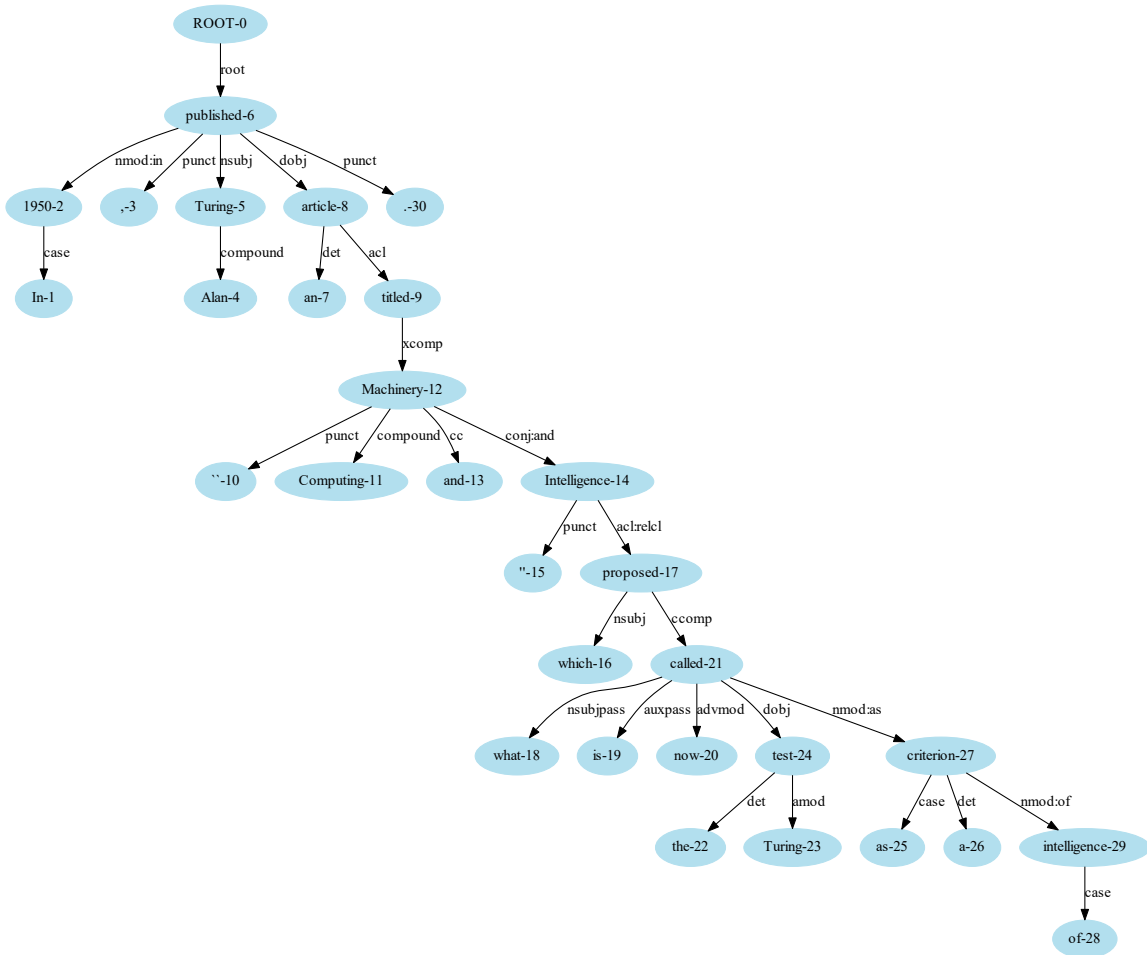 ROOT-0
root
published-6
nmod:in punct nsubj dobj punct
1950-2 ,-3 Turing-5 article-8 .-30
case compound det acl
In-1 Alan-4 an-7 titled-9
xcomp
Machinery-12
punct compound cc conj:and
``-10 Computing-11 and-13 Intelligence-14
punct acl:relcl
''-15 proposed-17
nsubj ccomp
which-16 called-21
nsubjpass auxpass advmod dobj nmod:as
what-18 is-19 now-20 test-24 criterion-27
det amod case det nmod:of
the-22 Turing-23 as-25 a-26 intelligence-29
case
of-28